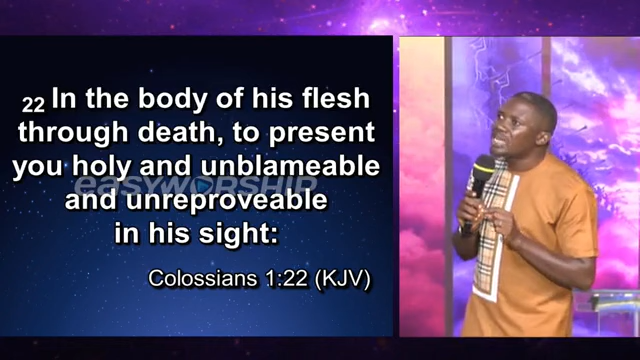 22 In the body of his flesh
through death, to present
you holy and unblameable
easyworship
and unreproveable
in his sight:
Colossians 1:22 (KJV)